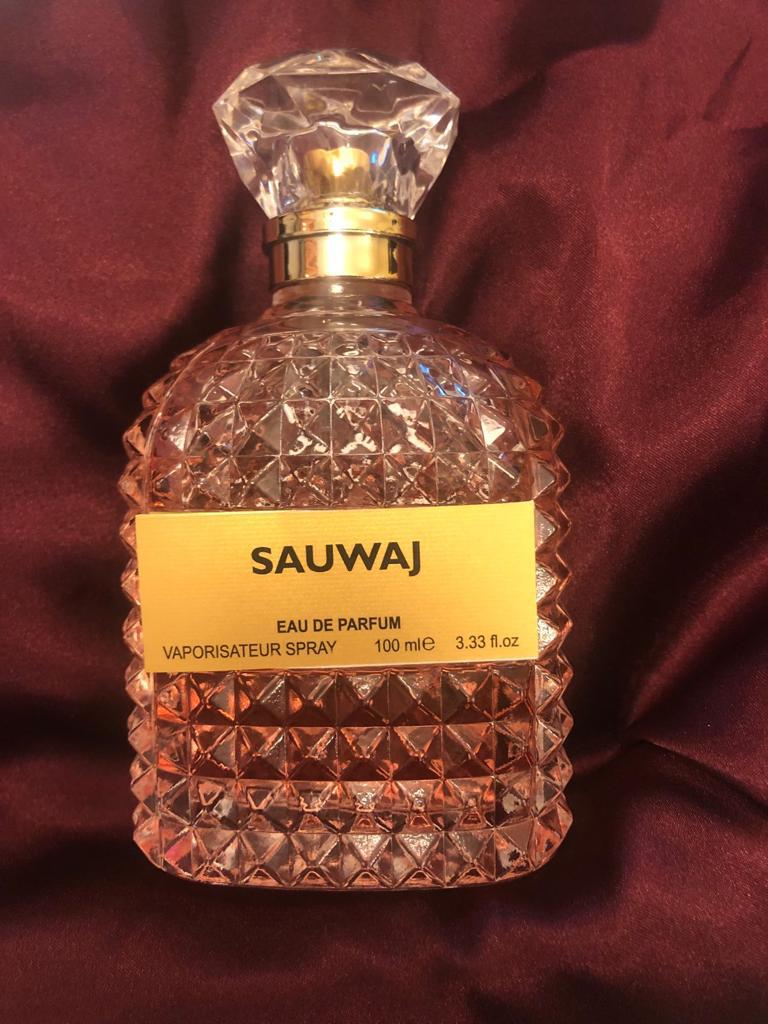 SAUWAJ
EAU DE PARFUM
VAPORISATEUR SPRAY 100 ml℮ 3.33 fl.oz